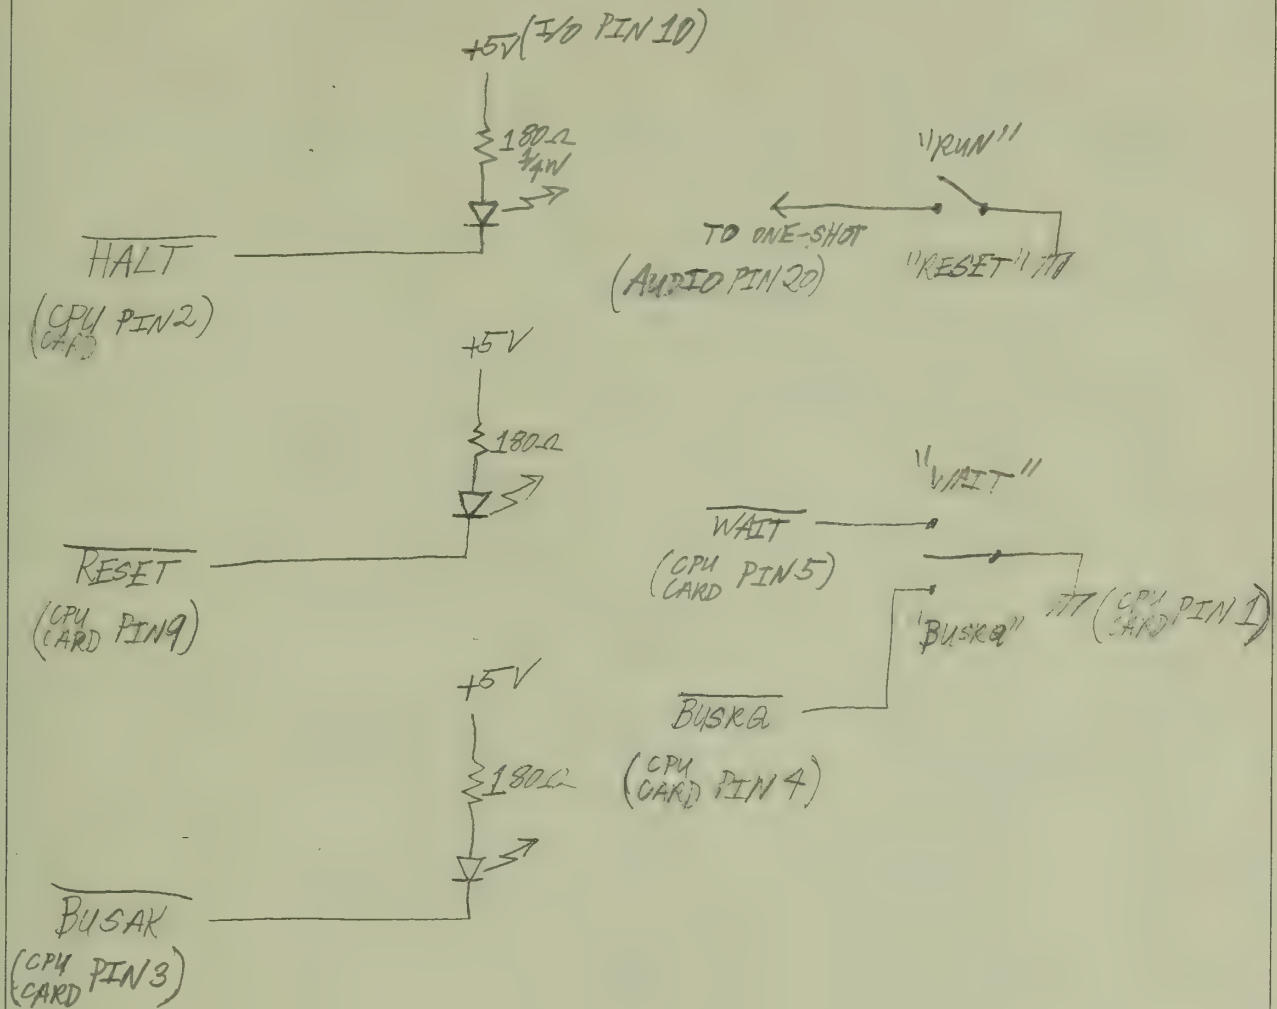 +5V (I/O PIN 10)
180Ω
1/4W
HALT
(CPU CARD PIN 2)
+5V
180Ω
RESET
(CPU CARD PIN 9)
+5V
180Ω
BUSAK
(CPU CARD PIN 3)
"RUN"
TO ONE-SHOT
(AUDIO PIN 20)
"RESET"
"WAIT"
WAIT
(CPU CARD PIN 5)
(CPU CARD PIN 1)
"BUSRQ"
BUSRQ
(CPU CARD PIN 4)